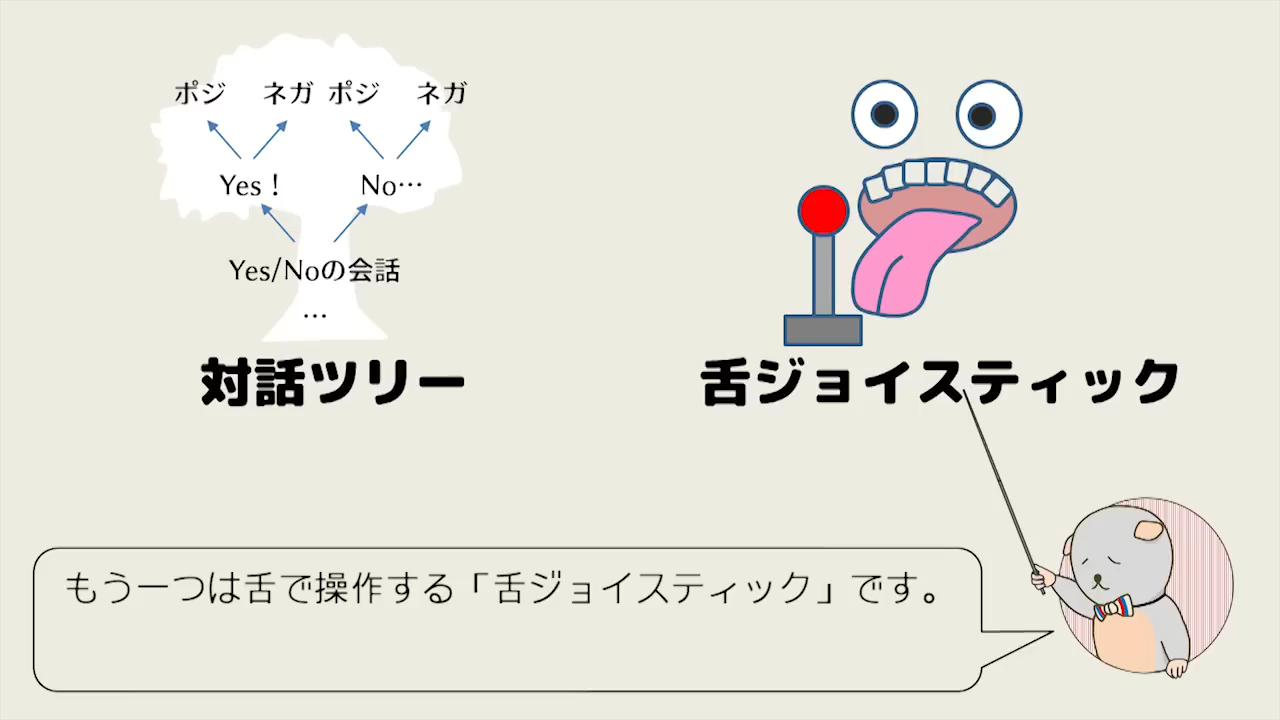 ポジ ネガ ポジ ネガ
Yes！ No…
Yes/Noの会話
…
対話ツリー
舌ジョイスティック
もう一つは舌で操作する「舌ジョイスティック」です。